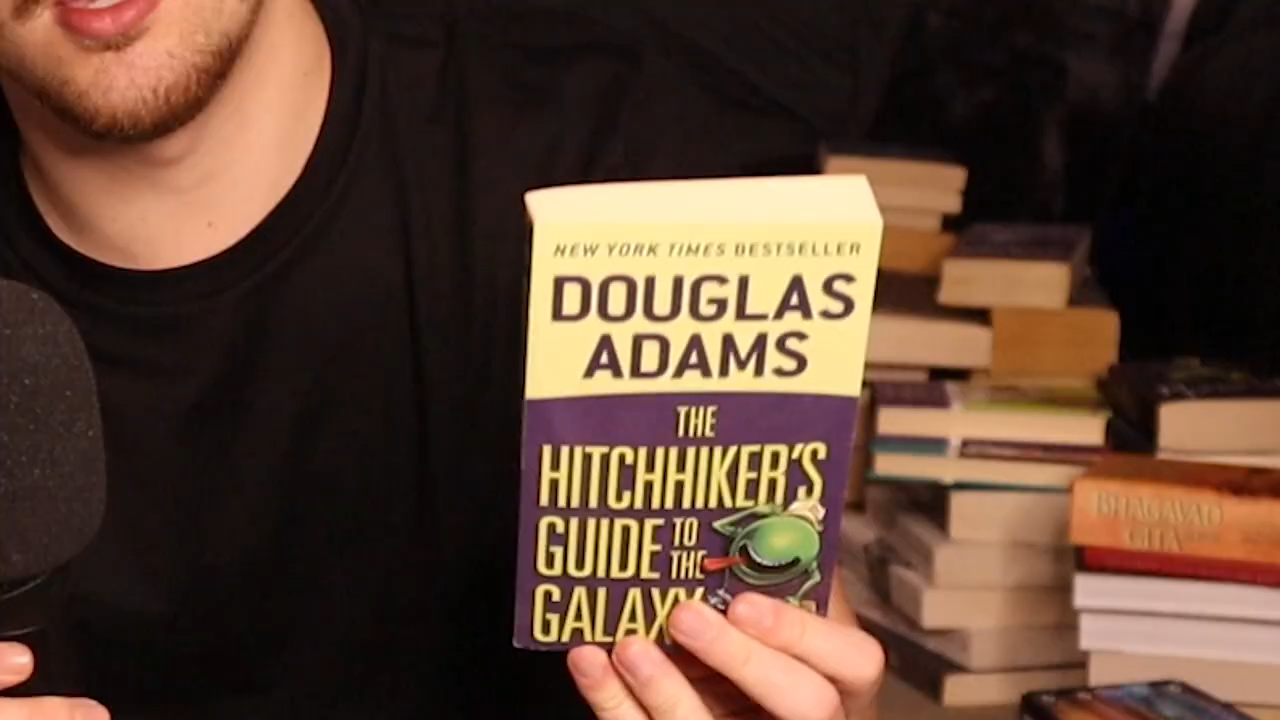 NEW YORK TIMES BESTSELLER
DOUGLAS
ADAMS
THE
HITCHHIKER'S
GUIDE TO
THE
GALAXY
BHAGAVAD
GITA